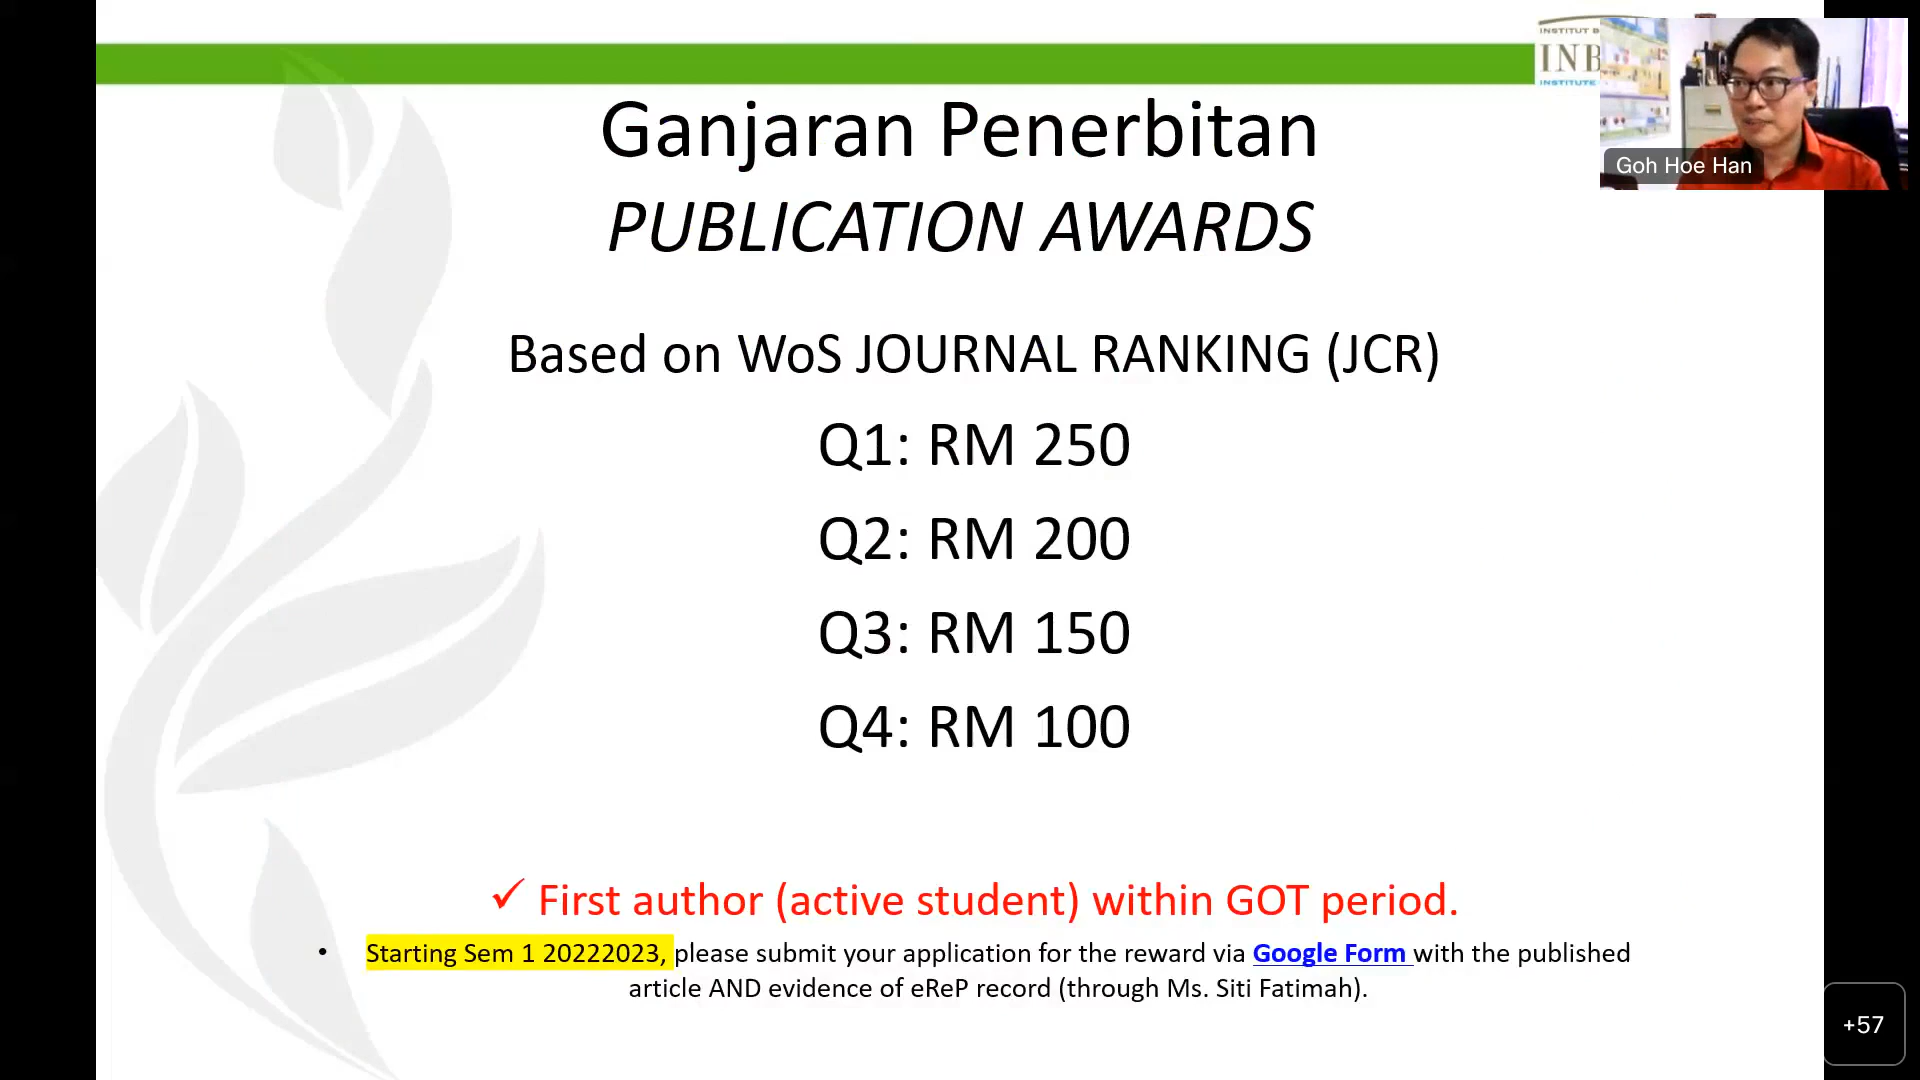 INSTITUT B
INB
INSTITUTE
Goh Hoe Han
Ganjaran Penerbitan
PUBLICATION AWARDS
Based on WoS JOURNAL RANKING (JCR)
Q1: RM 250
Q2: RM 200
Q3: RM 150
Q4: RM 100
✓ First author (active student) within GOT period.
• Starting Sem 1 20222023, please submit your application for the reward via Google Form with the published
article AND evidence of eReP record (through Ms. Siti Fatimah).
+57